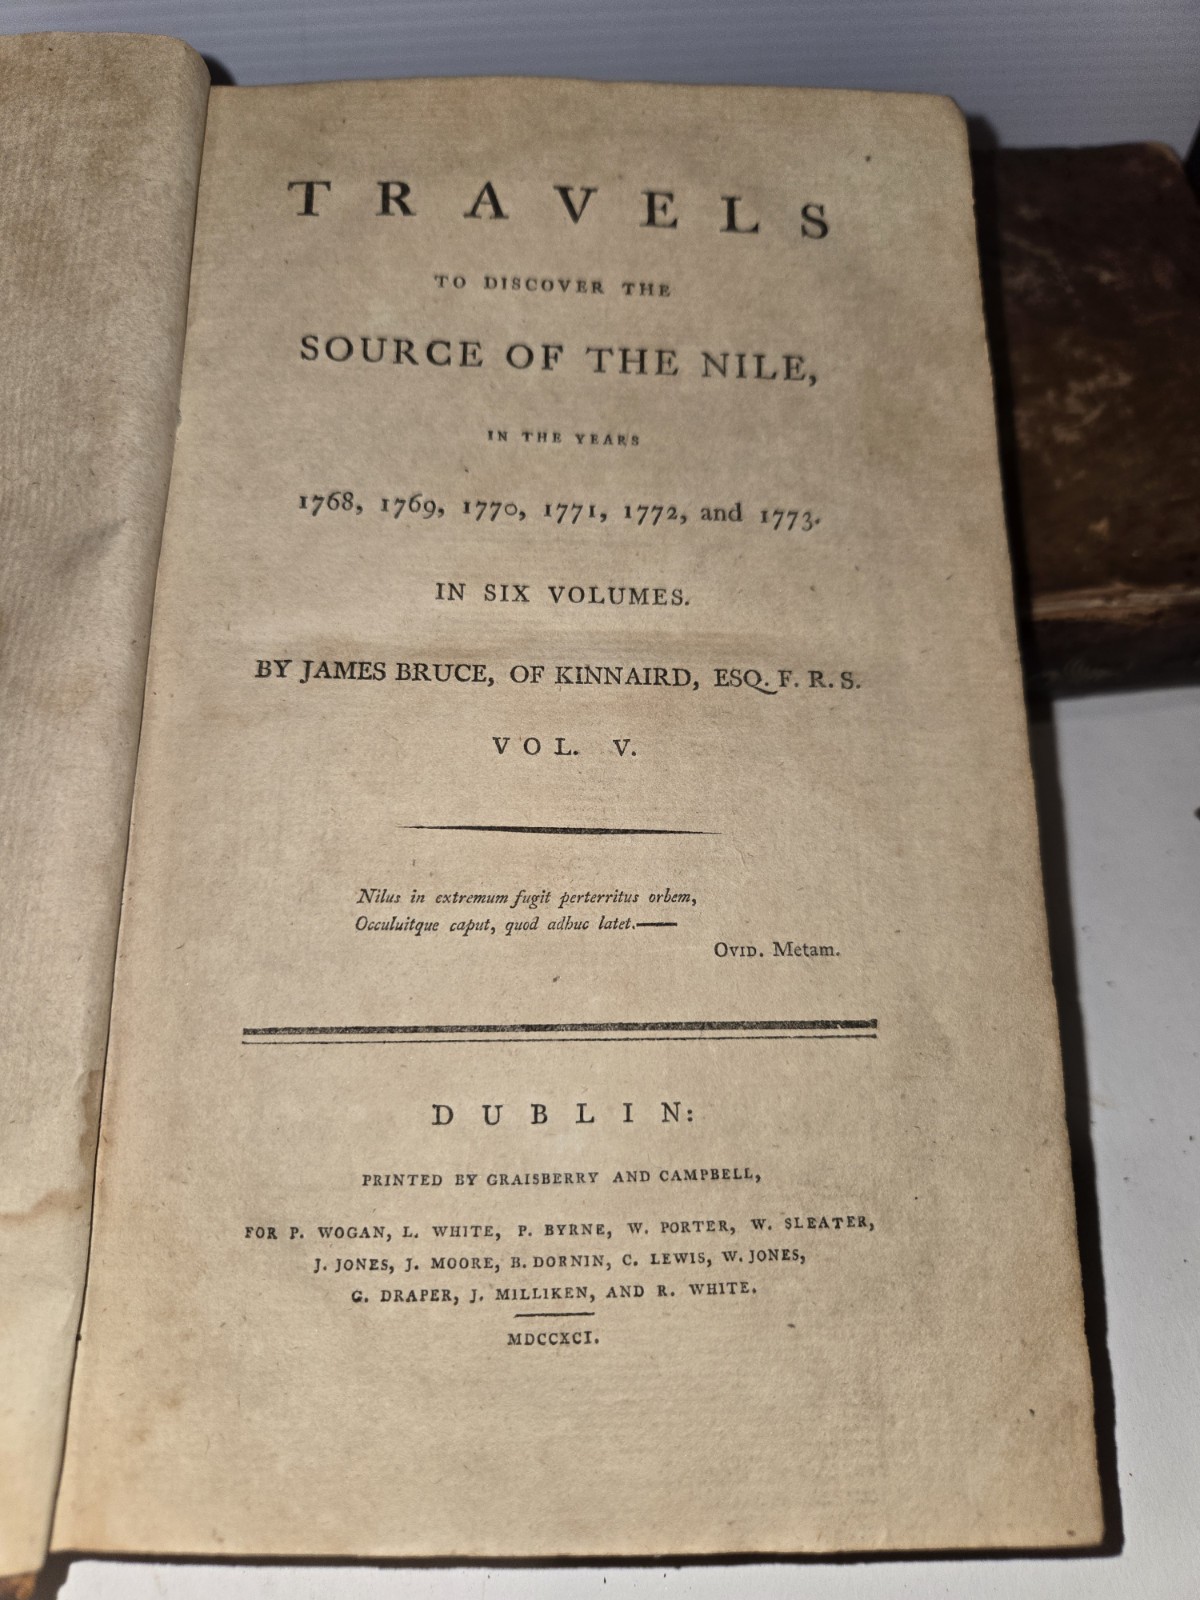 TRAVELS
TO DISCOVER THE
SOURCE OF THE NILE,
IN THE YEARS
1768, 1769, 1770, 1771, 1772, and 1773.
IN SIX VOLUMES.
BY JAMES BRUCE, OF KINNAIRD, ESQ. F. R. S.
VOL. V.
Nilus in extremum fugit perterritus orbem,
Occuluitque caput, quod adhuc latet.——
OVID. Metam.
DUBLIN:
PRINTED BY GRAISBERRY AND CAMPBELL,
FOR P. WOGAN, L. WHITE, P. BYRNE, W. PORTER, W. SLEATER,
J. JONES, J. MOORE, B. DORNIN, C. LEWIS, W. JONES,
G. DRAPER, J. MILLIKEN, AND R. WHITE.
MDCCXCI.